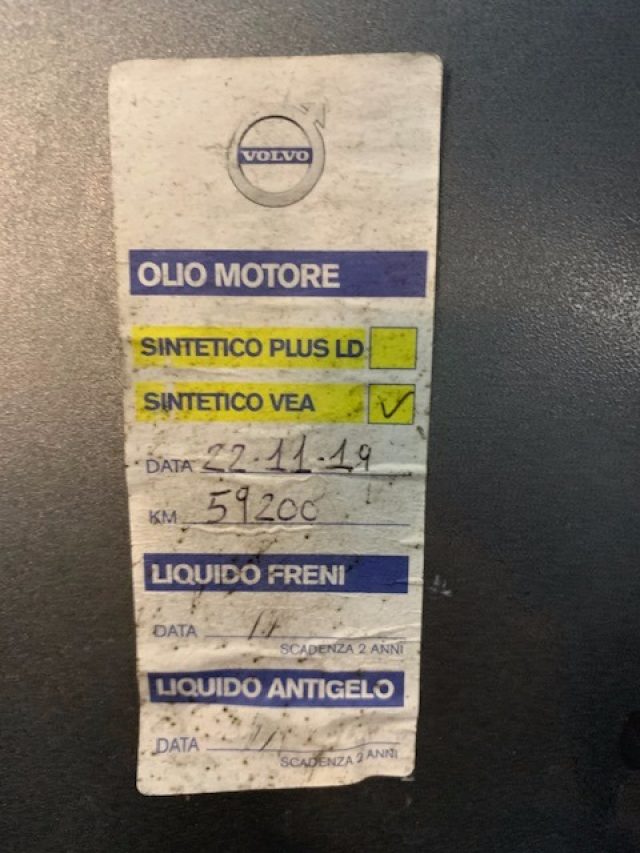 VOLVO
OLIO MOTORE
SINTETICO PLUS LD
SINTETICO VEA ✓
DATA 22-11-19
KM 59200
LIQUIDO FRENI
DATA
SCADENZA 2 ANNI
LIQUIDO ANTIGELO
DATA
SCADENZA 2 ANNI